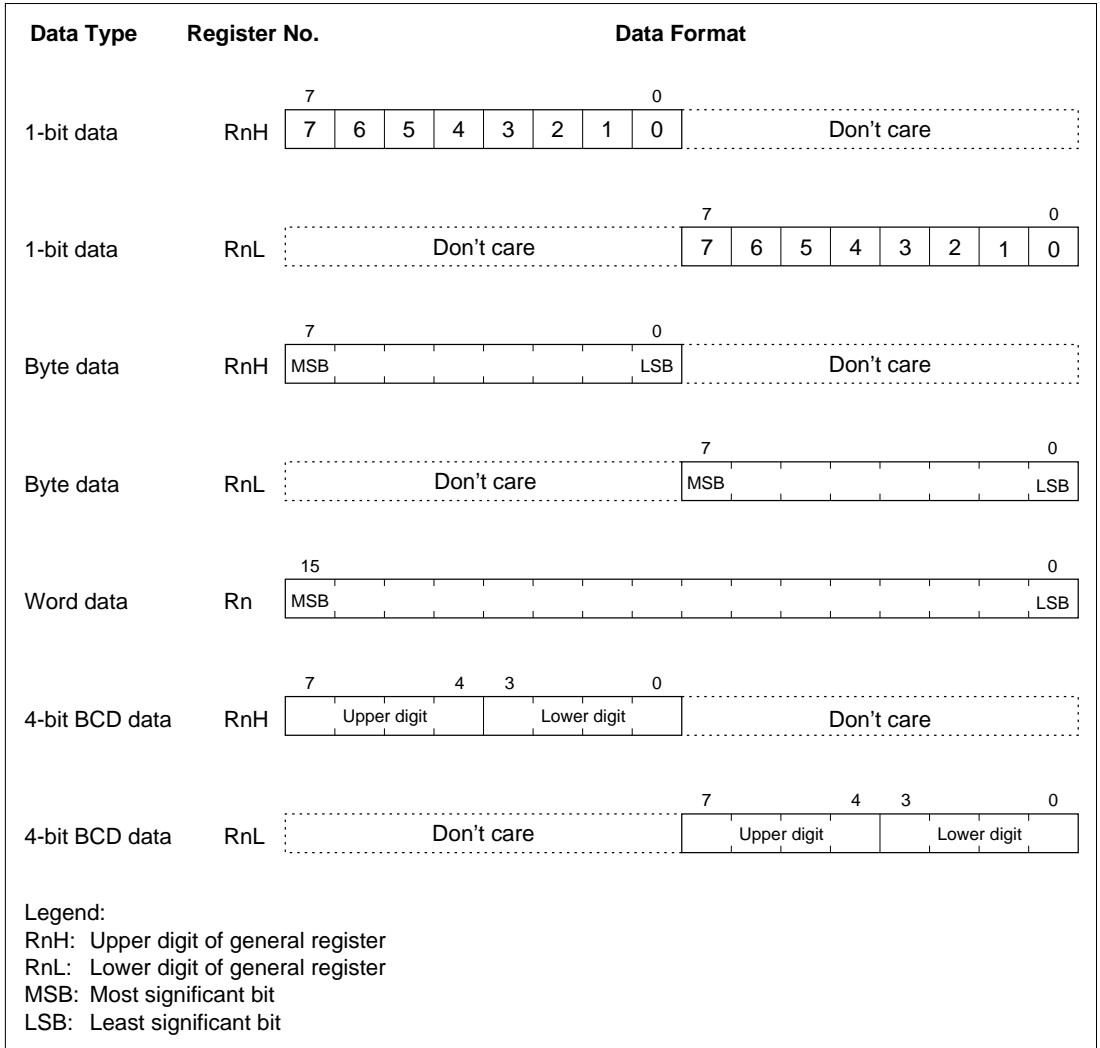 Data Type Register No. Data Format
7 0
1-bit data RnH 7 6 5 4 3 2 1 0 Don't care
7 0
1-bit data RnL Don't care 7 6 5 4 3 2 1 0
7 0
Byte data RnH MSB LSB Don't care
7 0
Byte data RnL Don't care MSB LSB
15 0
Word data Rn MSB LSB
7 4 3 0
4-bit BCD data RnH Upper digit Lower digit Don't care
7 4 3 0
4-bit BCD data RnL Don't care Upper digit Lower digit
Legend:
RnH: Upper digit of general register
RnL: Lower digit of general register
MSB: Most significant bit
LSB: Least significant bit